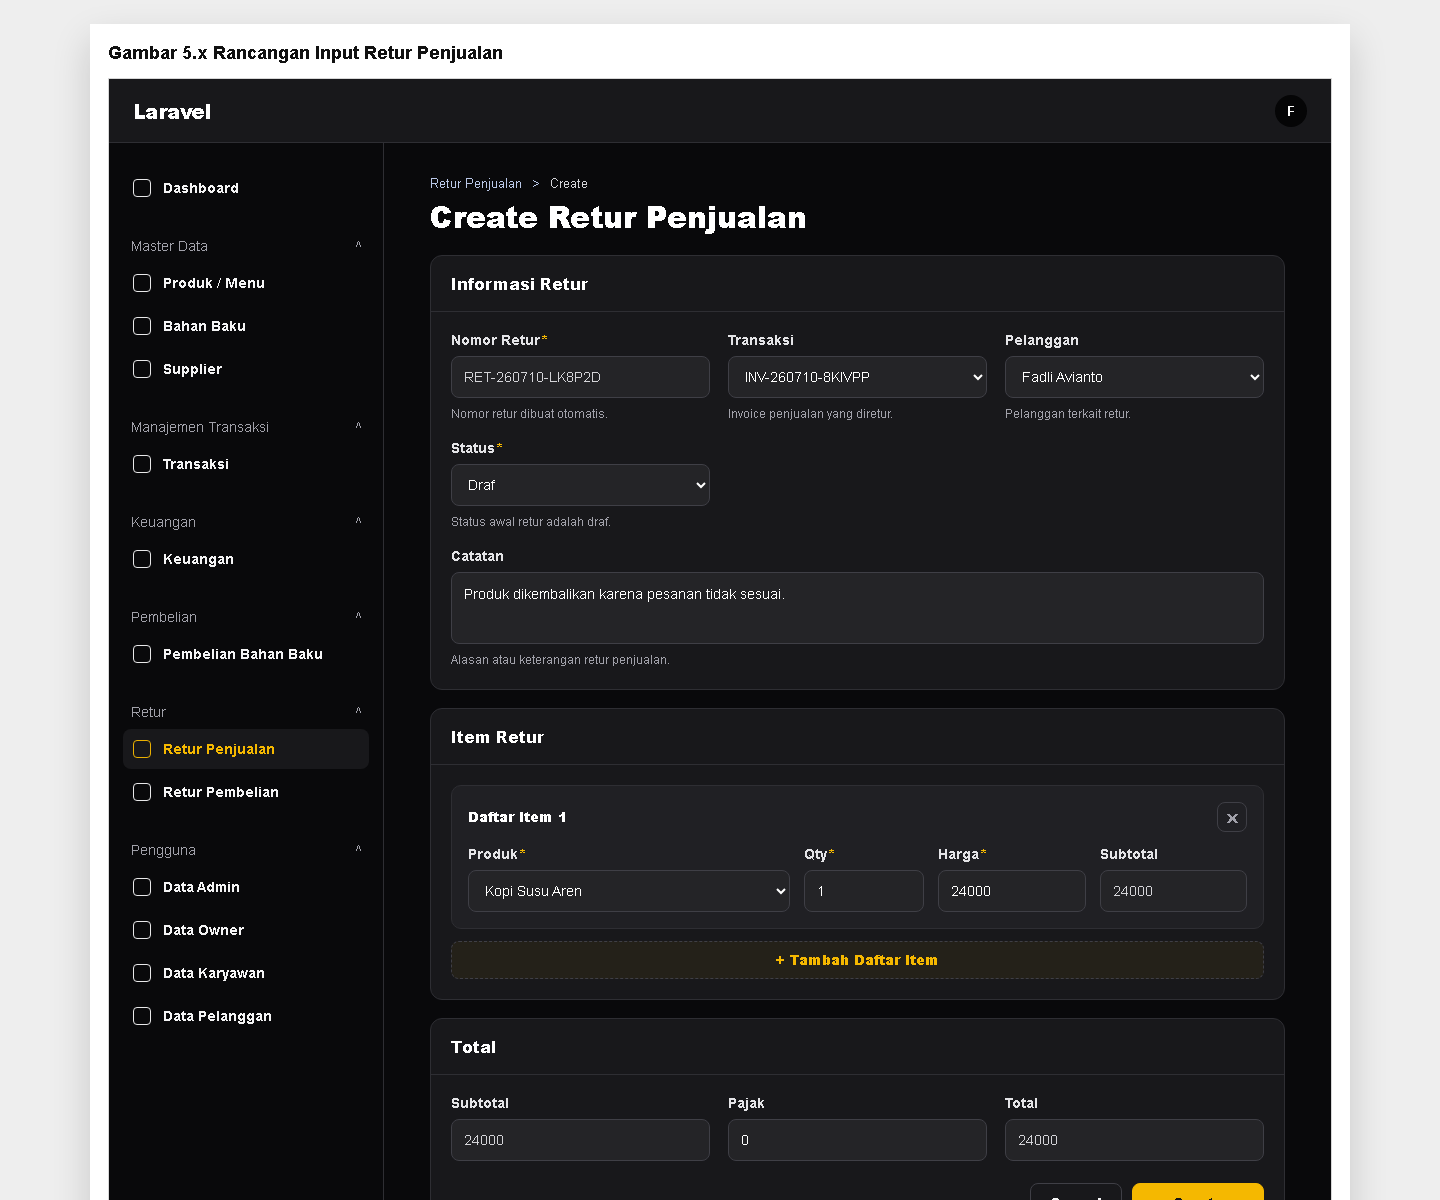 Gambar 5.x Rancangan Input Retur Penjualan
Laravel
F
Dashboard
Master Data ^
Produk / Menu
Bahan Baku
Supplier
Manajemen Transaksi ^
Transaksi
Keuangan ^
Keuangan
Pembelian ^
Pembelian Bahan Baku
Retur ^
Retur Penjualan
Retur Pembelian
Pengguna ^
Data Admin
Data Owner
Data Karyawan
Data Pelanggan
Retur Penjualan > Create
Create Retur Penjualan
Informasi Retur
Nomor Retur* Transaksi Pelanggan
RET-260710-LK8P2D INV-260710-8KIVPP Fadli Avianto
Nomor retur dibuat otomatis. Invoice penjualan yang diretur. Pelanggan terkait retur.
Status*
Draf
Status awal retur adalah draf.
Catatan
Produk dikembalikan karena pesanan tidak sesuai.
Alasan atau keterangan retur penjualan.
Item Retur
Daftar Item 1 ×
Produk* Qty* Harga* Subtotal
Kopi Susu Aren 1 24000 24000
+ Tambah Daftar Item
Total
Subtotal Pajak Total
24000 0 24000